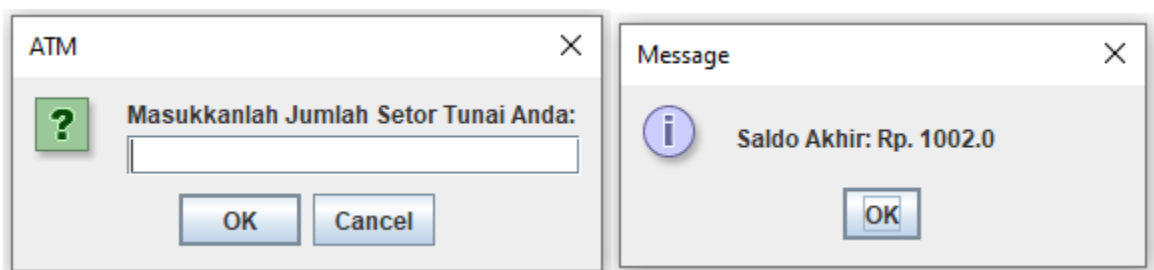 ATM
Masukkanlah Jumlah Setor Tunai Anda:
OK
Cancel
Message
Saldo Akhir: Rp. 1002.0
OK